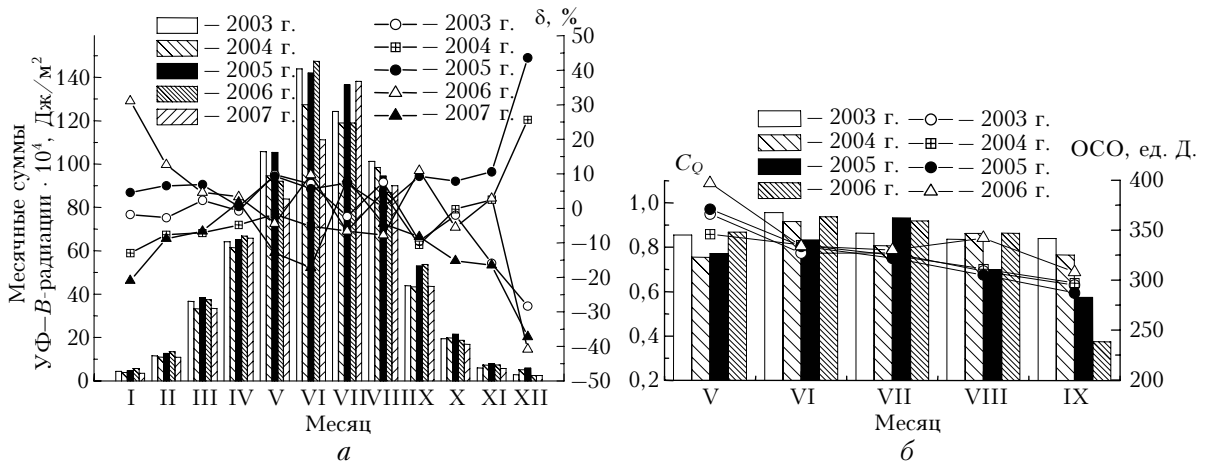 Месячные суммы
УФ–В-радиации · 10⁴, Дж/м²
140
120
100
80
60
40
20
0
– 2003 г.
– 2004 г.
– 2005 г.
– 2006 г.
– 2007 г.
– 2003 г.
– 2004 г.
– 2005 г.
– 2006 г.
– 2007 г.
δ, %
50
40
30
20
10
0
–10
–20
–30
–40
–50
I II III IV V VI VII VIII IX X XI XII
Месяц
а
C_Q
1,0
0,8
0,6
0,4
0,2
– 2003 г.
– 2004 г.
– 2005 г.
– 2006 г.
– 2003 г.
– 2004 г.
– 2005 г.
– 2006 г.
ОСО, ед. Д.
400
350
300
250
200
V VI VII VIII IX
Месяц
б